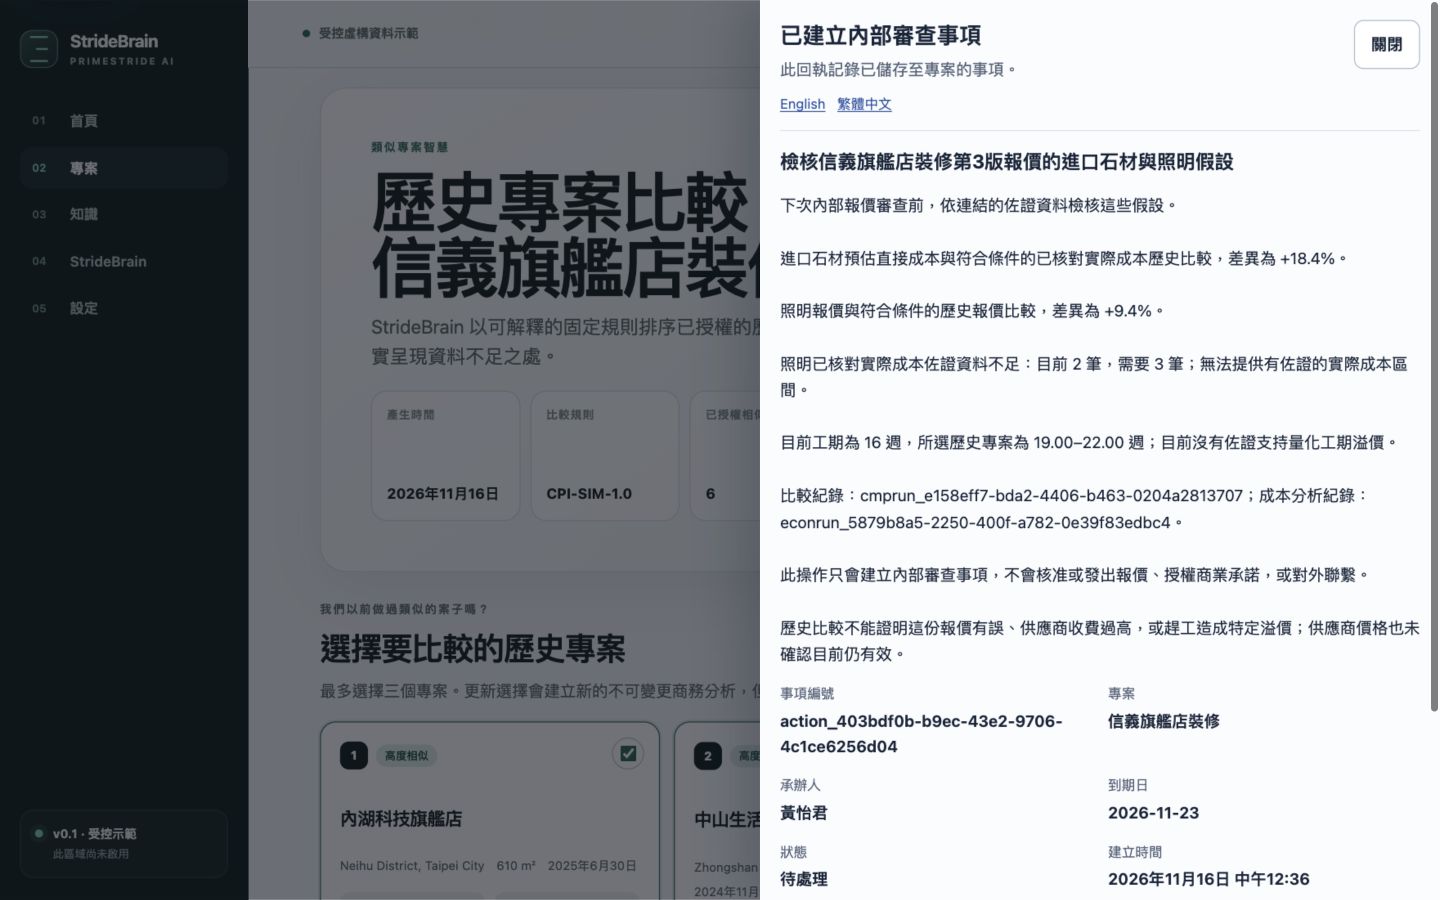 StrideBrain
PRIMESTRIDE AI
01 首頁
02 專案
03 知識
04 StrideBrain
05 設定
v0.1 · 受控示範
此區域尚未啟用
受控虛構資料示範
類似專案智慧
歷史專案比較
信義旗艦店裝
StrideBrain 以可解釋的固定規則排序已授權的
實呈現資料不足之處。
產生時間
2026年11月16日
比較規則
CPI-SIM-1.0
已授權相
6
我們以前做過類似的案子嗎？
選擇要比較的歷史專案
最多選擇三個專案。更新選擇會建立新的不可變更商務分析，
1 高度相似
內湖科技旗艦店
Neihu District, Taipei City 610 m² 2025年6月30日
2 高度
中山生活
Zhongshan
2024年11月
已建立內部審查事項
關閉
此回執記錄已儲存至專案的事項。
English 繁體中文
檢核信義旗艦店裝修第3版報價的進口石材與照明假設
下次內部報價審查前，依連結的佐證資料檢核這些假設。
進口石材預估直接成本與符合條件的已核對實際成本歷史比較，差異為 +18.4%。
照明報價與符合條件的歷史報價比較，差異為 +9.4%。
照明已核對實際成本佐證資料不足：目前 2 筆，需要 3 筆；無法提供有佐證的實際成本區
間。
目前工期為 16 週，所選歷史專案為 19.00–22.00 週；目前沒有佐證支持量化工期溢價。
比較紀錄：cmprun_e158eff7-bda2-4406-b463-0204a2813707；成本分析紀錄：
econrun_5879b8a5-2250-400f-a782-0e39f83edbc4。
此操作只會建立內部審查事項，不會核准或發出報價、授權商業承諾，或對外聯繫。
歷史比較不能證明這份報價有誤、供應商收費過高，或趕工造成特定溢價；供應商價格也未
確認目前仍有效。
事項編號
action_403bdf0b-b9ec-43e2-9706-
4c1ce6256d04
專案
信義旗艦店裝修
承辦人
黃怡君
到期日
2026-11-23
狀態
待處理
建立時間
2026年11月16日 中午12:36